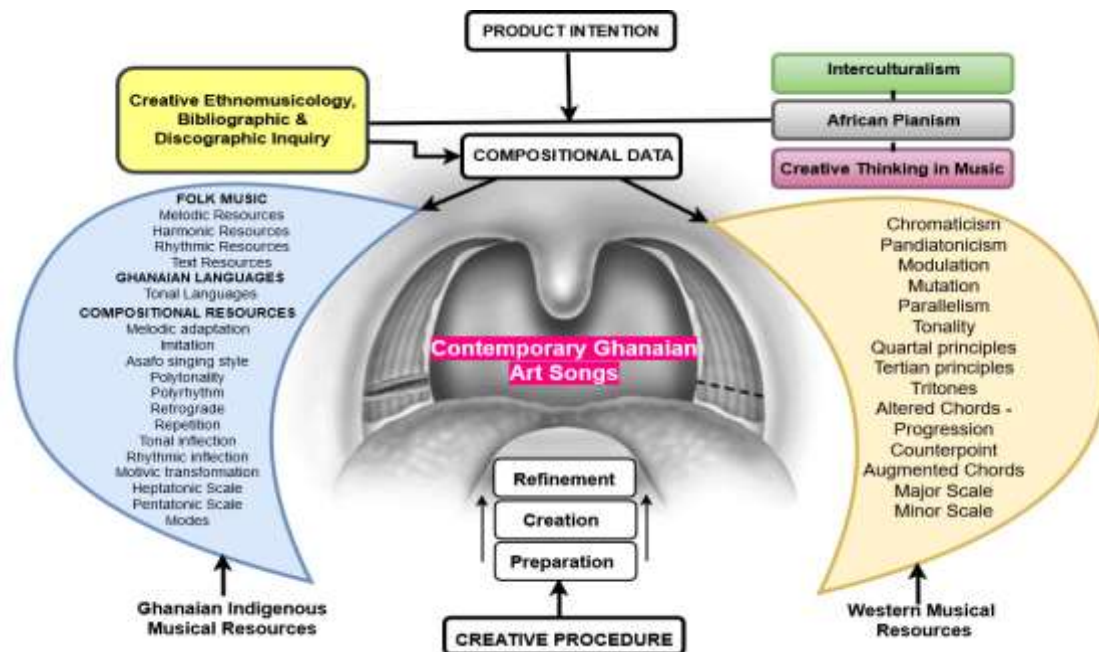 PRODUCT INTENTION
Creative Ethnomusicology,
Bibliographic &
Discographic Inquiry
Interculturalism
African Pianism
Creative Thinking in Music
COMPOSITIONAL DATA
FOLK MUSIC
Melodic Resources
Harmonic Resources
Rhythmic Resources
Text Resources
GHANAIAN LANGUAGES
Tonal Languages
COMPOSITIONAL RESOURCES
Melodic adaptation
Imitation
Asafo singing style
Polytonality
Polyrhythm
Retrograde
Repetition
Tonal inflection
Rhythmic inflection
Motivic transformation
Heptatonic Scale
Pentatonic Scale
Modes
Contemporary Ghanaian
Art Songs
Chromaticism
Pandiatonicism
Modulation
Mutation
Parallelism
Tonality
Quartal principles
Tertian principles
Tritones
Altered Chords -
Progression
Counterpoint
Augmented Chords
Major Scale
Minor Scale
Refinement
Creation
Preparation
Ghanaian Indigenous
Musical Resources
CREATIVE PROCEDURE
Western Musical
Resources